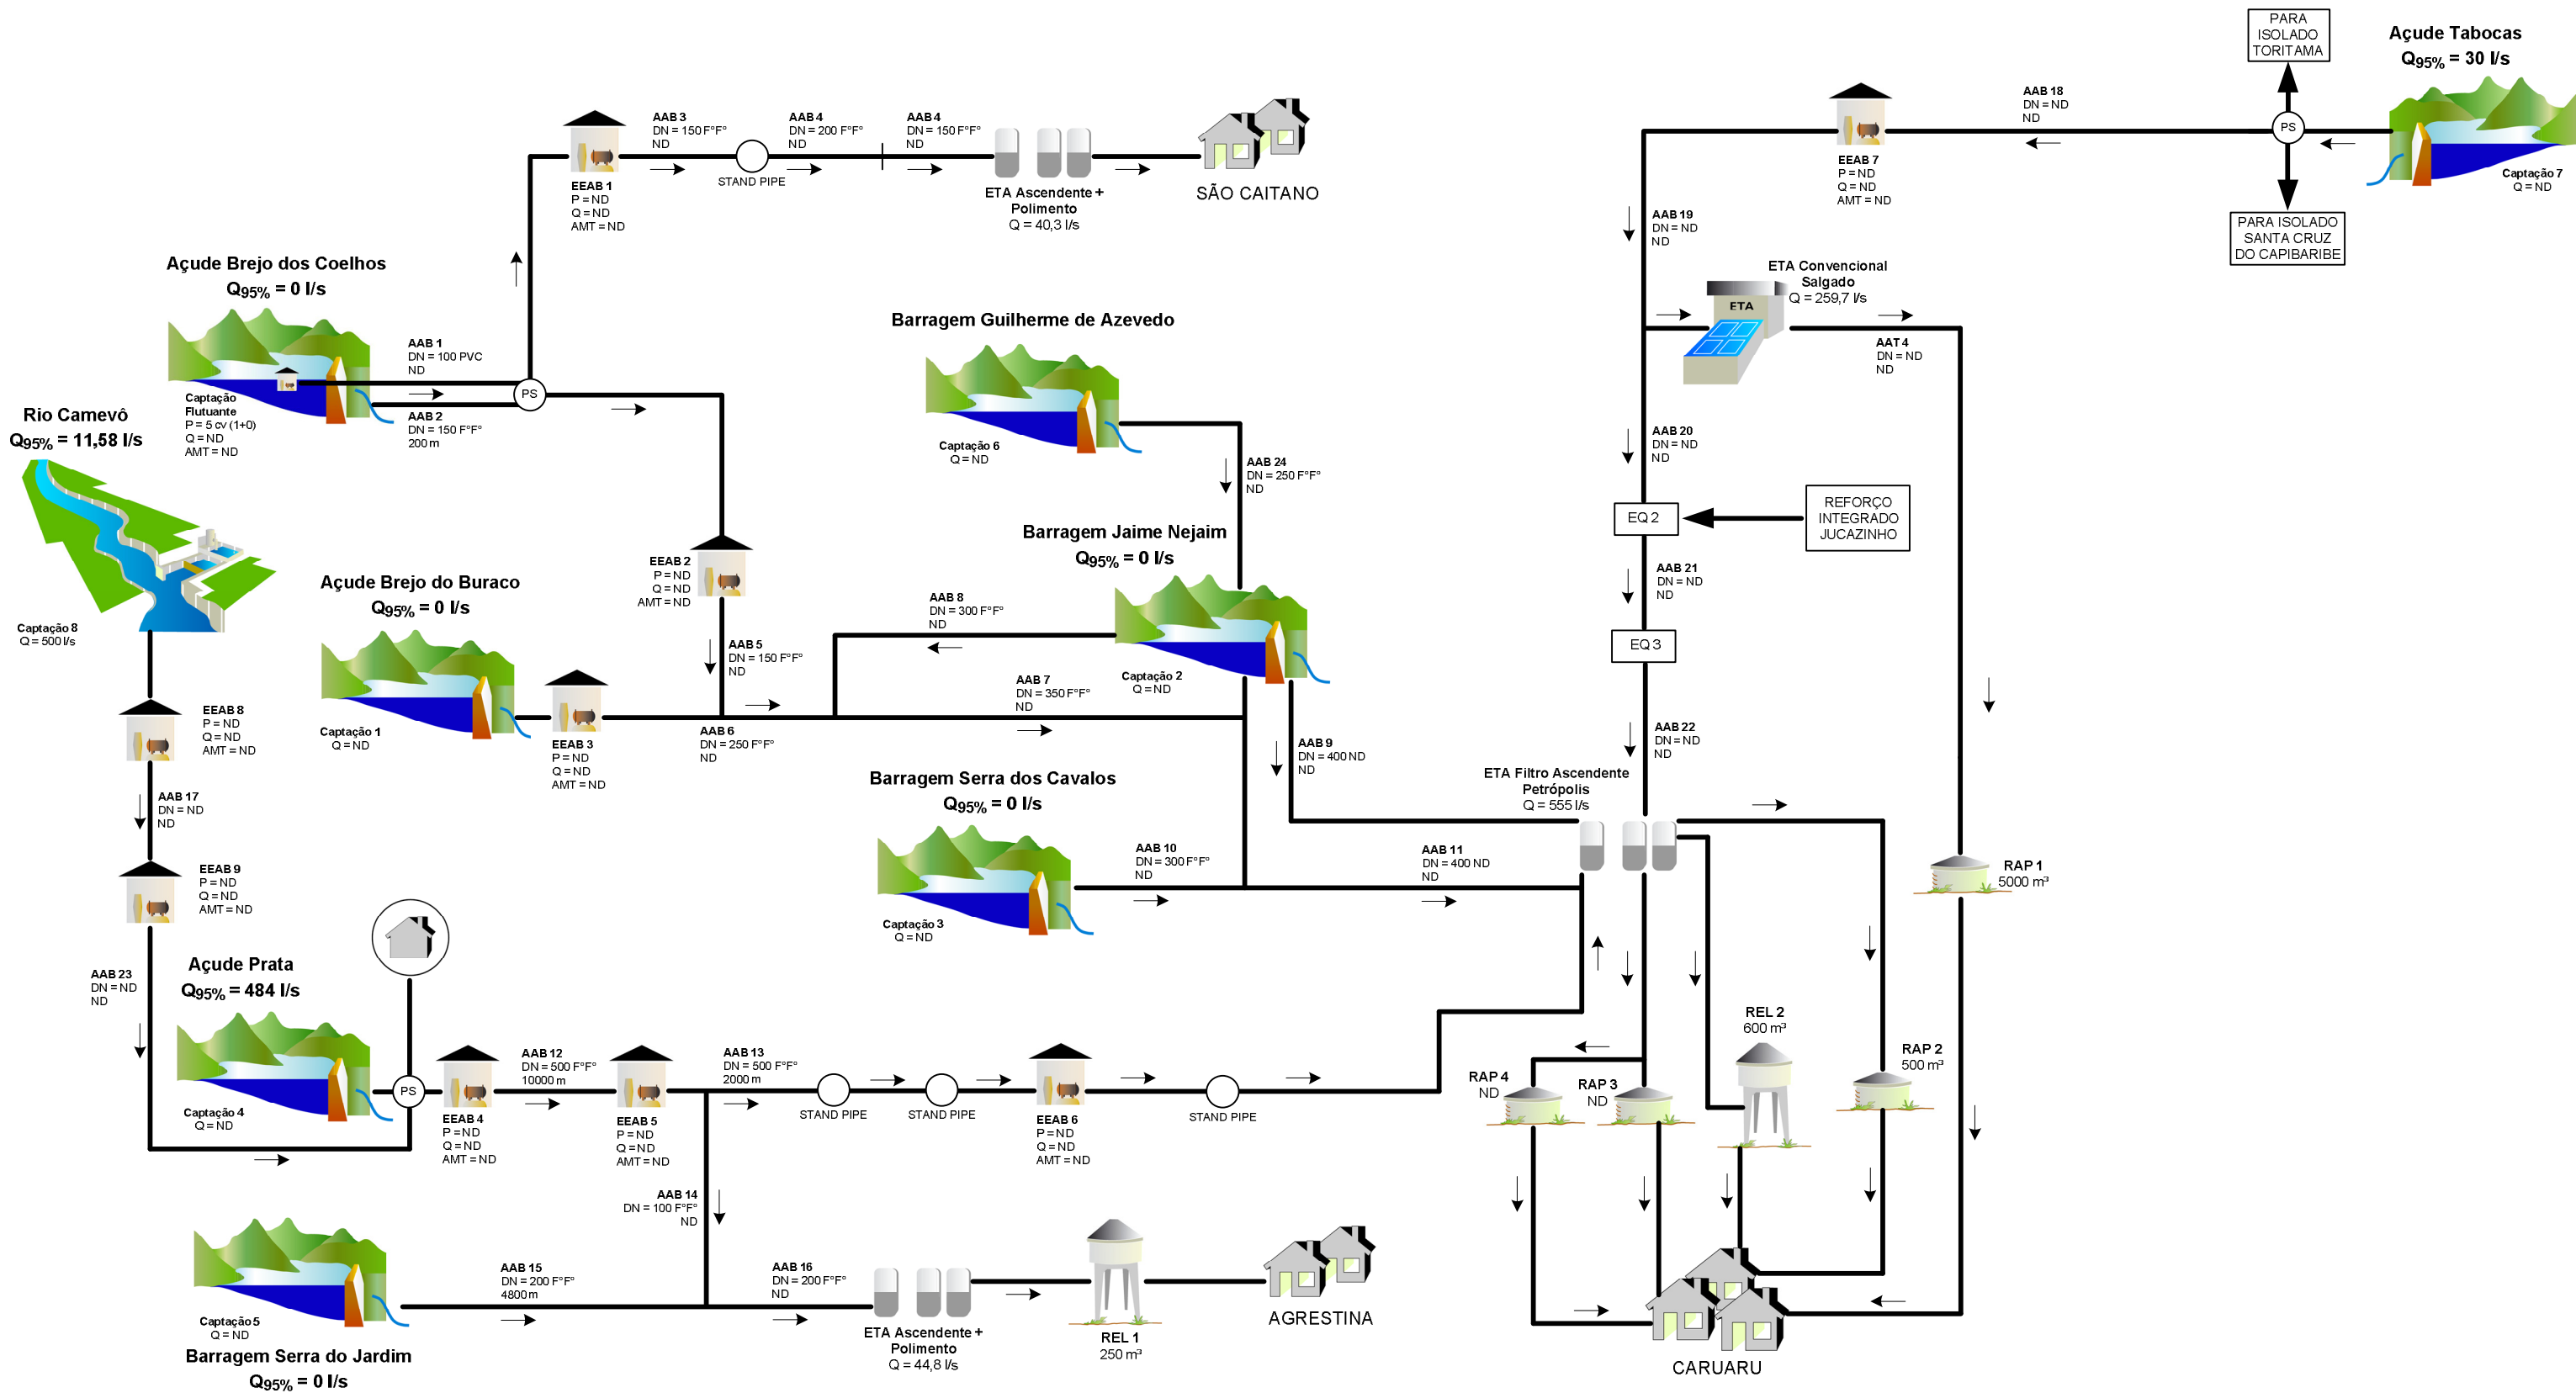 PARA
ISOLADO
TORITAMA
Açude Tabocas
Q95% = 30 l/s
AAB 18
DN = ND
ND
PS
EEAB 7
P = ND
Q = ND
AMT = ND
Captação 7
Q = ND
PARA ISOLADO
SANTA CRUZ
DO CAPIBARIBE
AAB 3
DN = 150 FºFº
ND
AAB 4
DN = 200 FºFº
ND
AAB 4
DN = 150 FºFº
ND
STAND PIPE
EEAB 1
P = ND
Q = ND
AMT = ND
ETA Ascendente +
Polimento
Q = 40,3 l/s
SÃO CAITANO
AAB 19
DN = ND
ND
ETA Convencional
Salgado
Q = 259,7 l/s
ETA
AAT 4
DN = ND
ND
Açude Brejo dos Coelhos
Q95% = 0 l/s
AAB 1
DN = 100 PVC
ND
PS
Captação
Flutuante
P = 5 cv (1+0)
Q = ND
AMT = ND
AAB 2
DN = 150 FºFº
200 m
Barragem Guilherme de Azevedo
Captação 6
Q = ND
AAB 24
DN = 250 FºFº
ND
AAB 20
DN = ND
ND
Rio Camevô
Q95% = 11,58 l/s
Captação 8
Q = 500 l/s
EQ 2
REFORÇO
INTEGRADO
JUCAZINHO
Barragem Jaime Nejaim
Q95% = 0 l/s
EEAB 2
P = ND
Q = ND
AMT = ND
AAB 21
DN = ND
ND
Açude Brejo do Buraco
Q95% = 0 l/s
AAB 8
DN = 300 FºFº
ND
EQ 3
AAB 5
DN = 150 FºFº
ND
Captação 2
Q = ND
AAB 7
DN = 350 FºFº
ND
Captação 1
Q = ND
EEAB 3
P = ND
Q = ND
AMT = ND
AAB 6
DN = 250 FºFº
ND
AAB 9
DN = 400 ND
ND
AAB 22
DN = ND
ND
EEAB 8
P = ND
Q = ND
AMT = ND
Barragem Serra dos Cavalos
Q95% = 0 l/s
ETA Filtro Ascendente
Petrópolis
Q = 555 l/s
AAB 17
DN = ND
ND
AAB 10
DN = 300 FºFº
ND
AAB 11
DN = 400 ND
ND
RAP 1
5000 m³
EEAB 9
P = ND
Q = ND
AMT = ND
Captação 3
Q = ND
AAB 23
DN = ND
ND
Açude Prata
Q95% = 484 l/s
REL 2
600 m³
RAP 2
500 m³
RAP 4
ND
RAP 3
ND
PS
AAB 12
DN = 500 FºFº
10000 m
AAB 13
DN = 500 FºFº
2000 m
Captação 4
Q = ND
EEAB 4
P = ND
Q = ND
AMT = ND
EEAB 5
P = ND
Q = ND
AMT = ND
STAND PIPE
STAND PIPE
EEAB 6
P = ND
Q = ND
AMT = ND
STAND PIPE
AAB 14
DN = 100 FºFº
ND
AAB 15
DN = 200 FºFº
4800 m
AAB 16
DN = 200 FºFº
ND
Captação 5
Q = ND
Barragem Serra do Jardim
Q95% = 0 l/s
ETA Ascendente +
Polimento
Q = 44,8 l/s
REL 1
250 m³
AGRESTINA
CARUARU